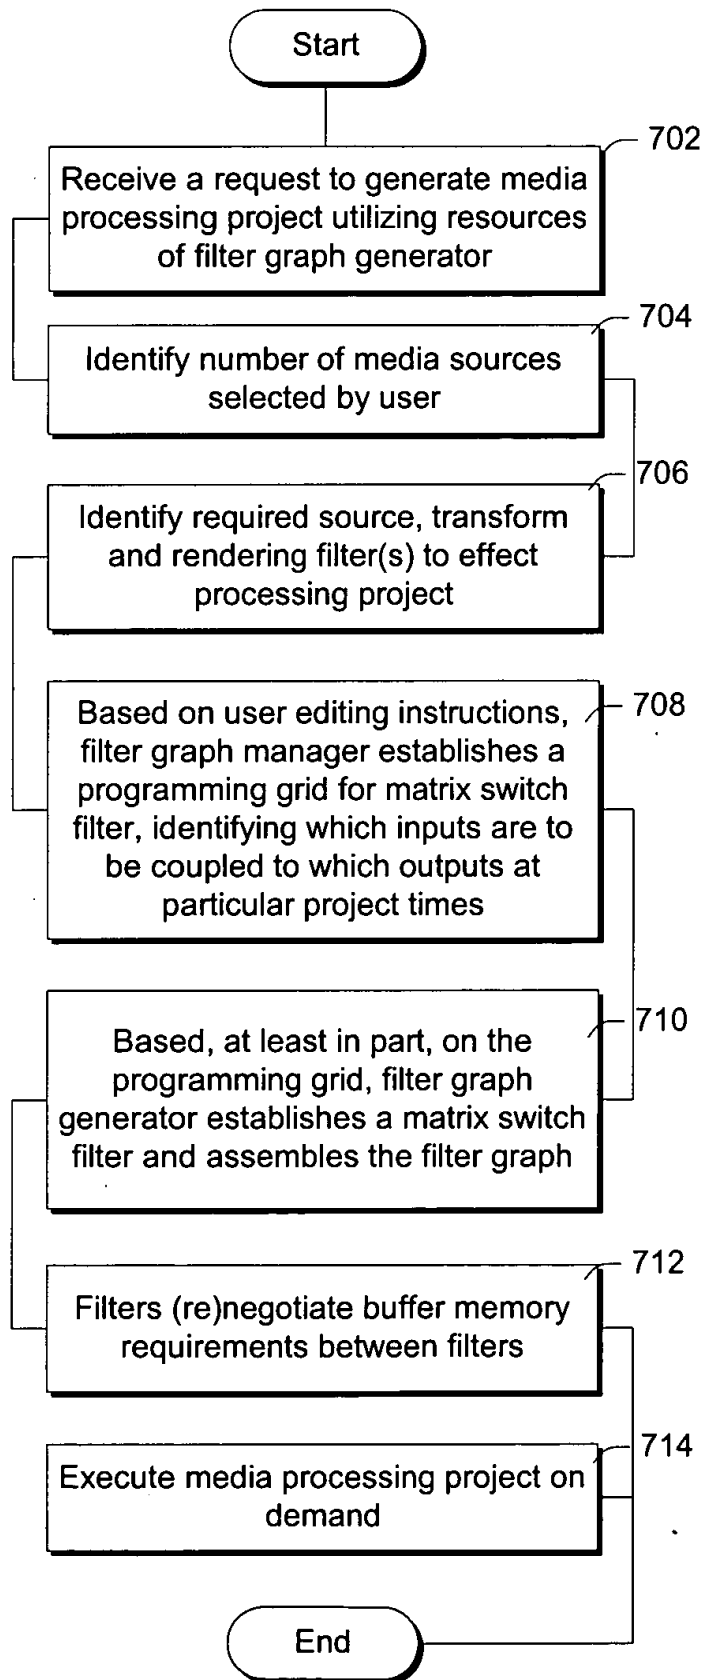 Start
702
Receive a request to generate media
processing project utilizing resources
of filter graph generator
704
Identify number of media sources
selected by user
706
Identify required source, transform
and rendering filter(s) to effect
processing project
708
Based on user editing instructions,
filter graph manager establishes a
programming grid for matrix switch
filter, identifying which inputs are to
be coupled to which outputs at
particular project times
710
Based, at least in part, on the
programming grid, filter graph
generator establishes a matrix switch
filter and assembles the filter graph
712
Filters (re)negotiate buffer memory
requirements between filters
714
Execute media processing project on
demand
End